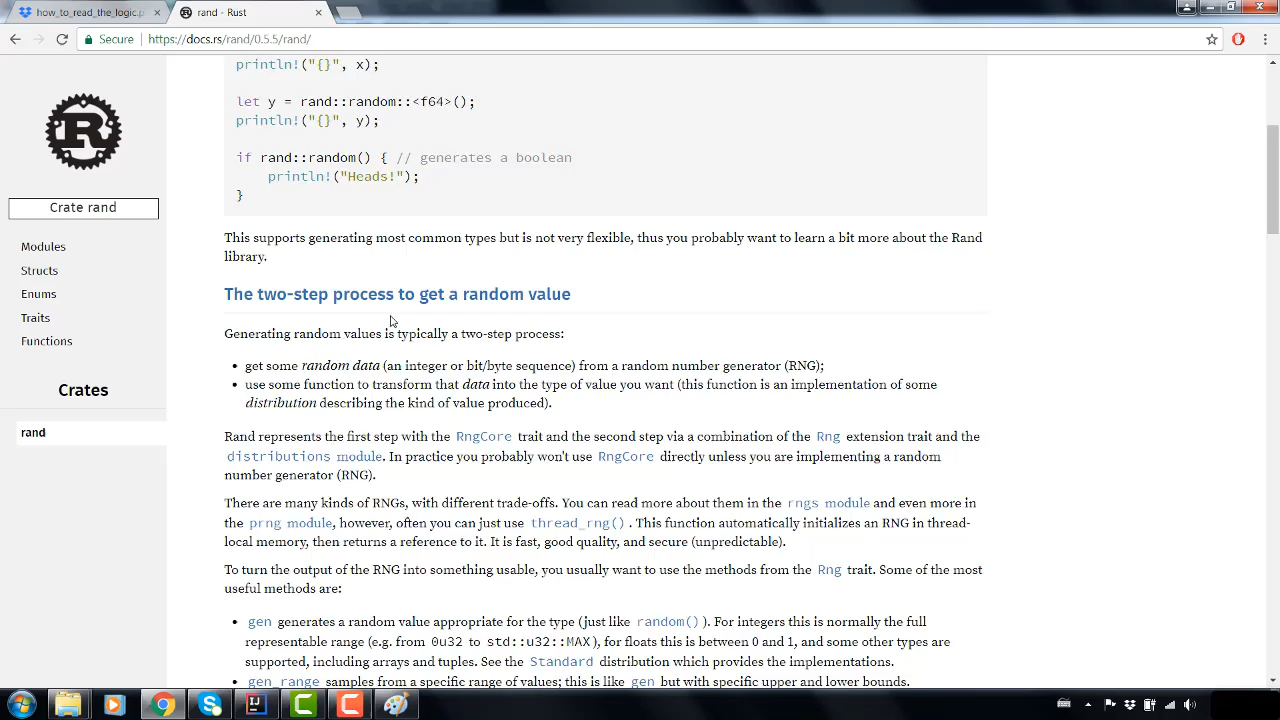 how_to_read_the_logic.p
rand - Rust
Secure
https://docs.rs/rand/0.5.5/rand/
R
Crate rand
Modules
Structs
Enums
Traits
Functions
Crates
rand
println!("{}", x);
let y = rand::random::<f64>();
println!("{}", y);
if rand::random() { // generates a boolean
println!("Heads!");
}
This supports generating most common types but is not very flexible, thus you probably want to learn a bit more about the Rand
library.
The two-step process to get a random value
Generating random values is typically a two-step process:
• get some random data (an integer or bit/byte sequence) from a random number generator (RNG);
• use some function to transform that data into the type of value you want (this function is an implementation of some
distribution describing the kind of value produced).
Rand represents the first step with the RngCore trait and the second step via a combination of the Rng extension trait and the
distributions module. In practice you probably won't use RngCore directly unless you are implementing a random
number generator (RNG).
There are many kinds of RNGs, with different trade-offs. You can read more about them in the rngs module and even more in
the prng module, however, often you can just use thread_rng() . This function automatically initializes an RNG in thread-
local memory, then returns a reference to it. It is fast, good quality, and secure (unpredictable).
To turn the output of the RNG into something usable, you usually want to use the methods from the Rng trait. Some of the most
useful methods are:
• gen generates a random value appropriate for the type (just like random() ). For integers this is normally the full
representable range (e.g. from 0u32 to std::u32::MAX), for floats this is between 0 and 1, and some other types are
supported, including arrays and tuples. See the Standard distribution which provides the implementations.
• gen_range samples from a specific range of values; this is like gen but with specific upper and lower bounds.